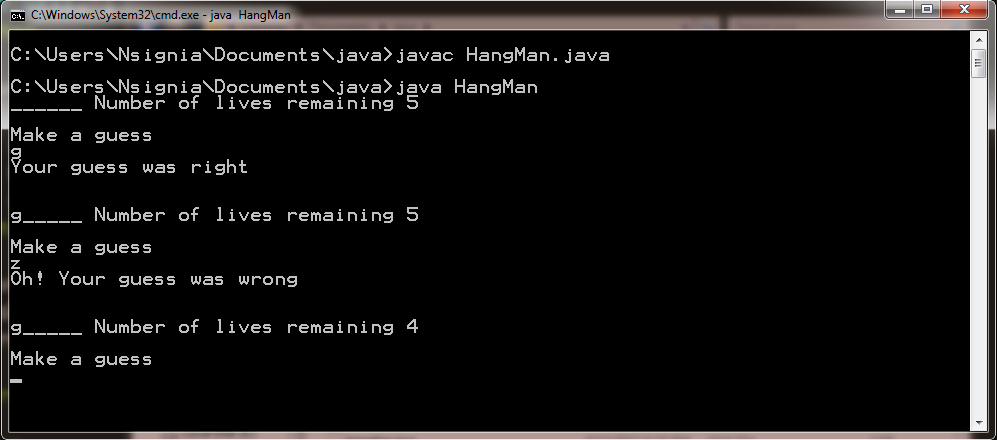 C:\Windows\System32\cmd.exe - java  HangMan
C:\Users\Nsignia\Documents\java>javac HangMan.java
C:\Users\Nsignia\Documents\java>java HangMan
______ Number of lives remaining 5
Make a guess
g
Your guess was right
g_____ Number of lives remaining 5
Make a guess
z
Oh! Your guess was wrong
g_____ Number of lives remaining 4
Make a guess